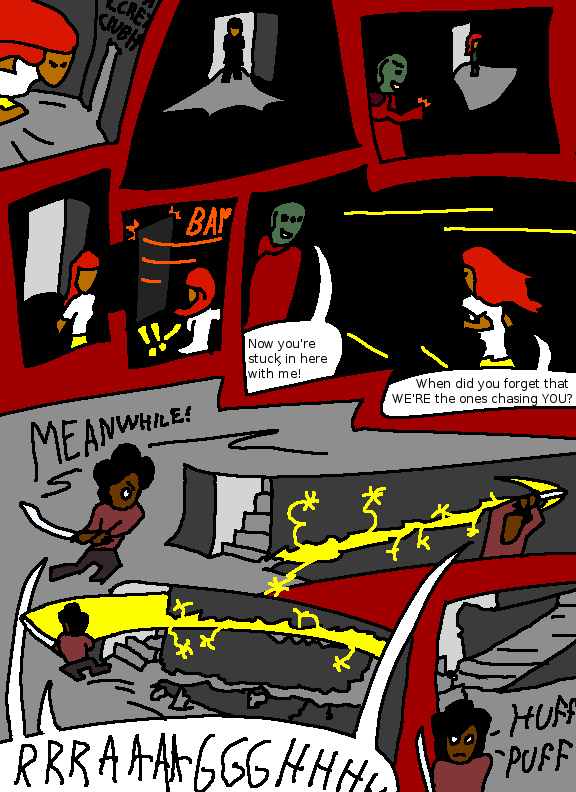 BAM
Now you're
stuck in here
with me!
When did you forget that
WE'RE the ones chasing YOU?
MEANWHILE!
RRRAAAAGGGHHHH
HUFF
PUFF